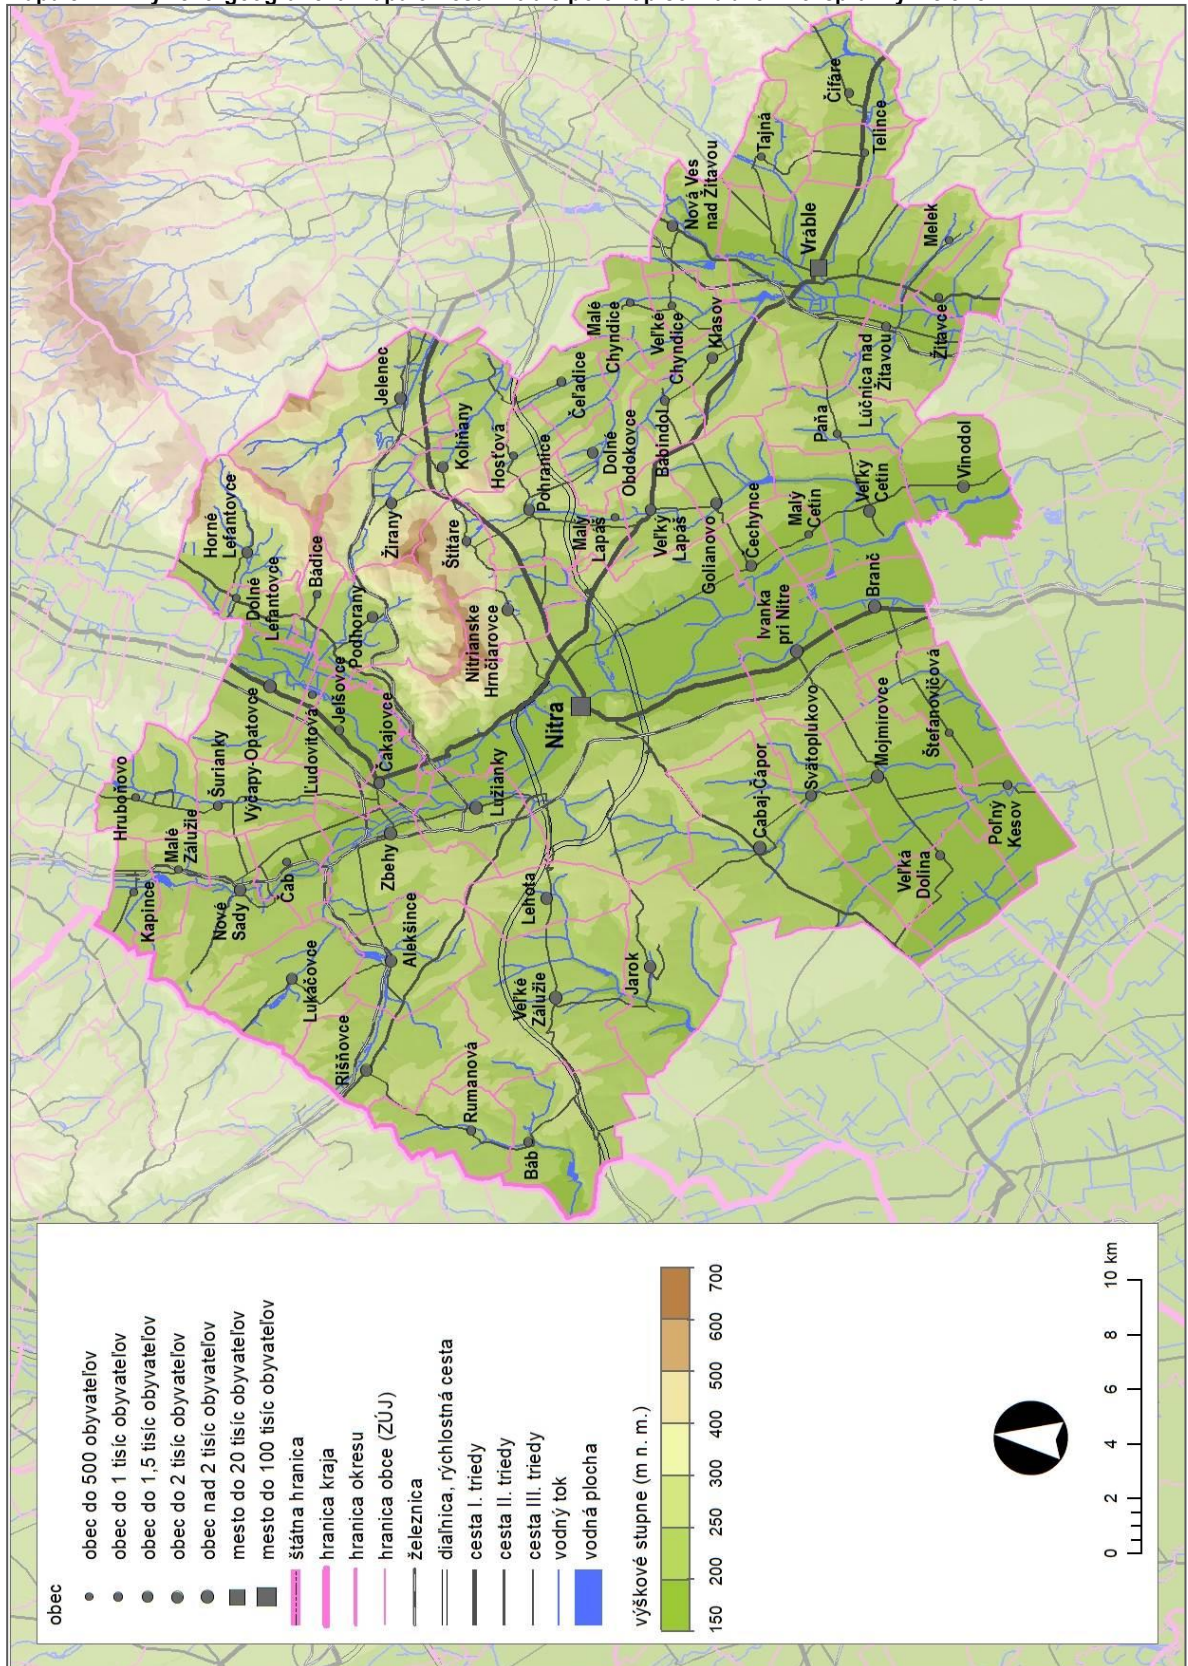 Hruboňovo
Kapince
Malé
Zálužie
Šurianky
Nové
Sady
Čab
Výčapy-Opatovce
Ľudovítová
Jelšovce
Čakajovce
Zbehy
Lužianky
Lukáčovce
Alekšince
Rišňovce
Rumanová
Báb
Lehota
Veľké
Zálužie
Jarok
Horné
Lefantovce
Dolné
Lefantovce
Bádice
Podhorany
Jelenec
Žirany
Štitáre
Nitrianske
Hrnčiarovce
Koliňany
Hosťová
Pohranice
Čeľadice
Dolné
Obdokovce
Malý
Lapáš
Veľký
Lapáš
Babindol
Malé
Chyndice
Veľké
Chyndice
Klasov
Nová Ves
nad Žitavou
Tajná
Čifáre
Telince
Vráble
Melek
Žitavce
Lúčnica nad
Žitavou
Paňa
Golianovo
Čechynce
Malý
Cetín
Veľký
Cetín
Vinodol
Nitra
Ivanka
pri Nitre
Branč
Cabaj-Čápor
Svätoplukovo
Mojmírovce
Štefanovičová
Veľká
Dolina
Poľný
Kesov
obec
obec do 500 obyvateľov
obec do 1 tisíc obyvateľov
obec do 1,5 tisíc obyvateľov
obec do 2 tisíc obyvateľov
obec nad 2 tisíc obyvateľov
mesto do 20 tisíc obyvateľov
mesto do 100 tisíc obyvateľov
štátna hranica
hranica kraja
hranica okresu
hranica obce (ZÚJ)
železnica
diaľnica, rýchlostná cesta
cesta I. triedy
cesta II. triedy
cesta III. triedy
vodný tok
vodná plocha
výškové stupne (m n. m.)
150 200 250 300 400 500 600 700
0 2 4 6 8 10 km